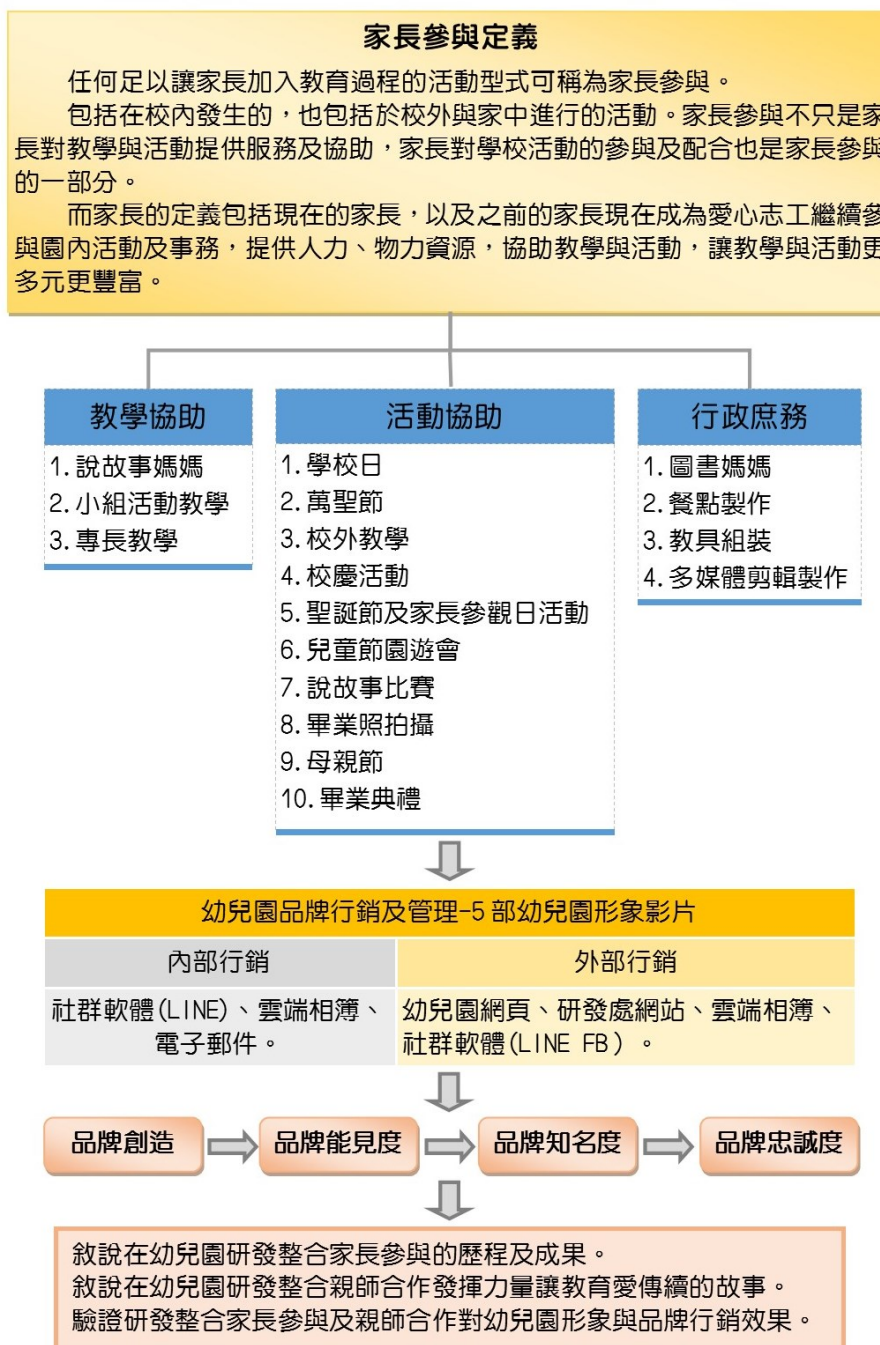 家長參與定義
任何足以讓家長加入教育過程的活動型式可稱為家長參與。
包括在校內發生的，也包括於校外與家中進行的活動。家長參與不只是家
長對教學與活動提供服務及協助，家長對學校活動的參與及配合也是家長參與
的一部分。
而家長的定義包括現在的家長，以及之前的家長現在成為愛心志工繼續參
與園內活動及事務，提供人力、物力資源，協助教學與活動，讓教學與活動更
多元更豐富。
教學協助
1.說故事媽媽
2.小組活動教學
3.專長教學
活動協助
1.學校日
2.萬聖節
3.校外教學
4.校慶活動
5.聖誕節及家長參觀日活動
6.兒童節園遊會
7.說故事比賽
8.畢業照拍攝
9.母親節
10.畢業典禮
行政庶務
1.圖書媽媽
2.餐點製作
3.教具組裝
4.多媒體剪輯製作
幼兒園品牌行銷及管理-5 部幼兒園形象影片
內部行銷
社群軟體(LINE)、雲端相簿、
電子郵件。
外部行銷
幼兒園網頁、研發處網站、雲端相簿、
社群軟體(LINE FB) 。
品牌創造
品牌能見度
品牌知名度
品牌忠誠度
敘說在幼兒園研發整合家長參與的歷程及成果。
敘說在幼兒園研發整合親師合作發揮力量讓教育愛傳續的故事。
驗證研發整合家長參與及親師合作對幼兒園形象與品牌行銷效果。